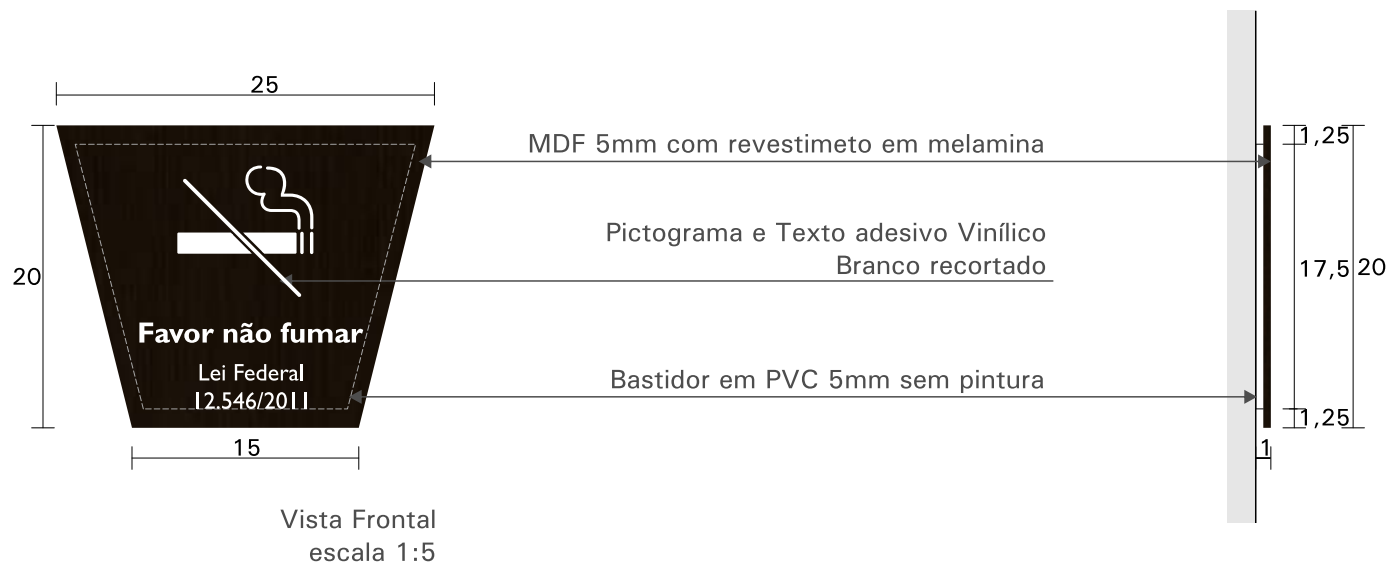 25
MDF 5mm com revestimeto em melamina
1,25
Pictograma e Texto adesivo Vinílico
Branco recortado
20
17,5
20
Favor não fumar
Lei Federal
12.546/2011
Bastidor em PVC 5mm sem pintura
1,25
15
1
Vista Frontal
escala 1:5